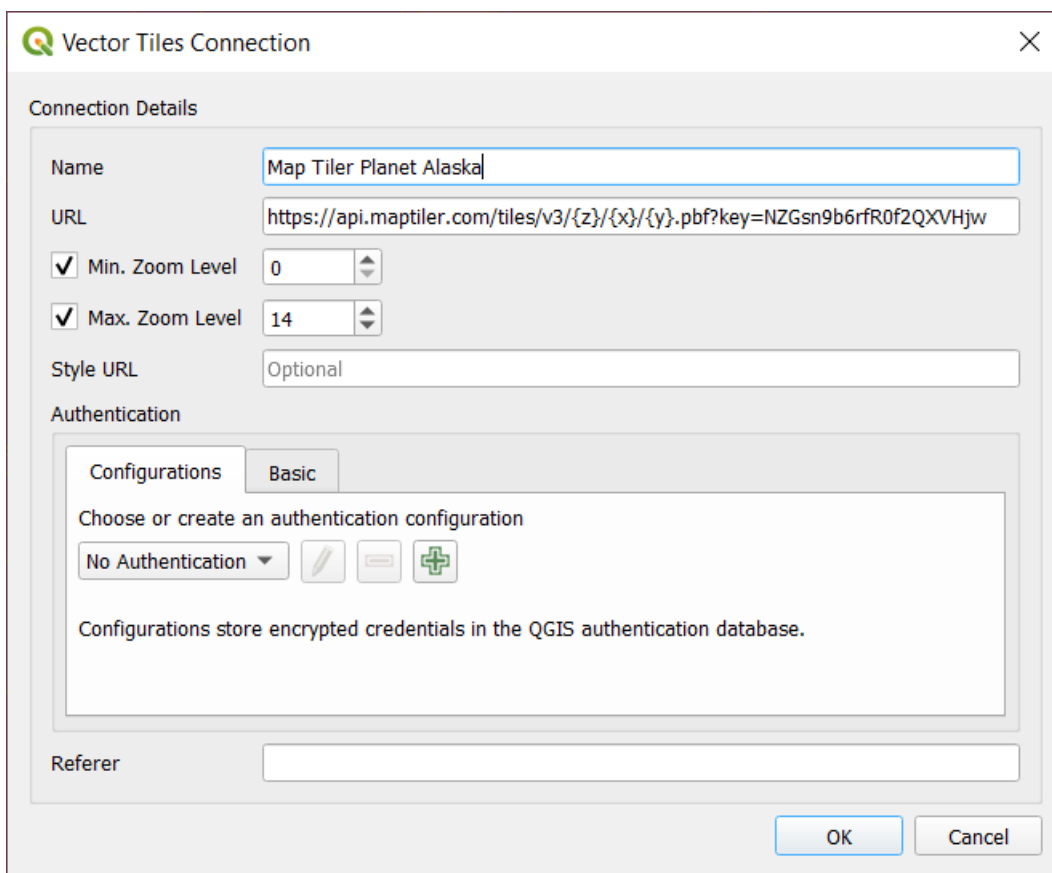 Vector Tiles Connection
Connection Details
Name Map Tiler Planet Alaska
URL https://api.maptiler.com/tiles/v3/{z}/{x}/{y}.pbf?key=NZGsn9b6rfR0f2QXVHjw
Min. Zoom Level 0
Max. Zoom Level 14
Style URL Optional
Authentication
Configurations Basic
Choose or create an authentication configuration
No Authentication
Configurations store encrypted credentials in the QGIS authentication database.
Referer
OK Cancel